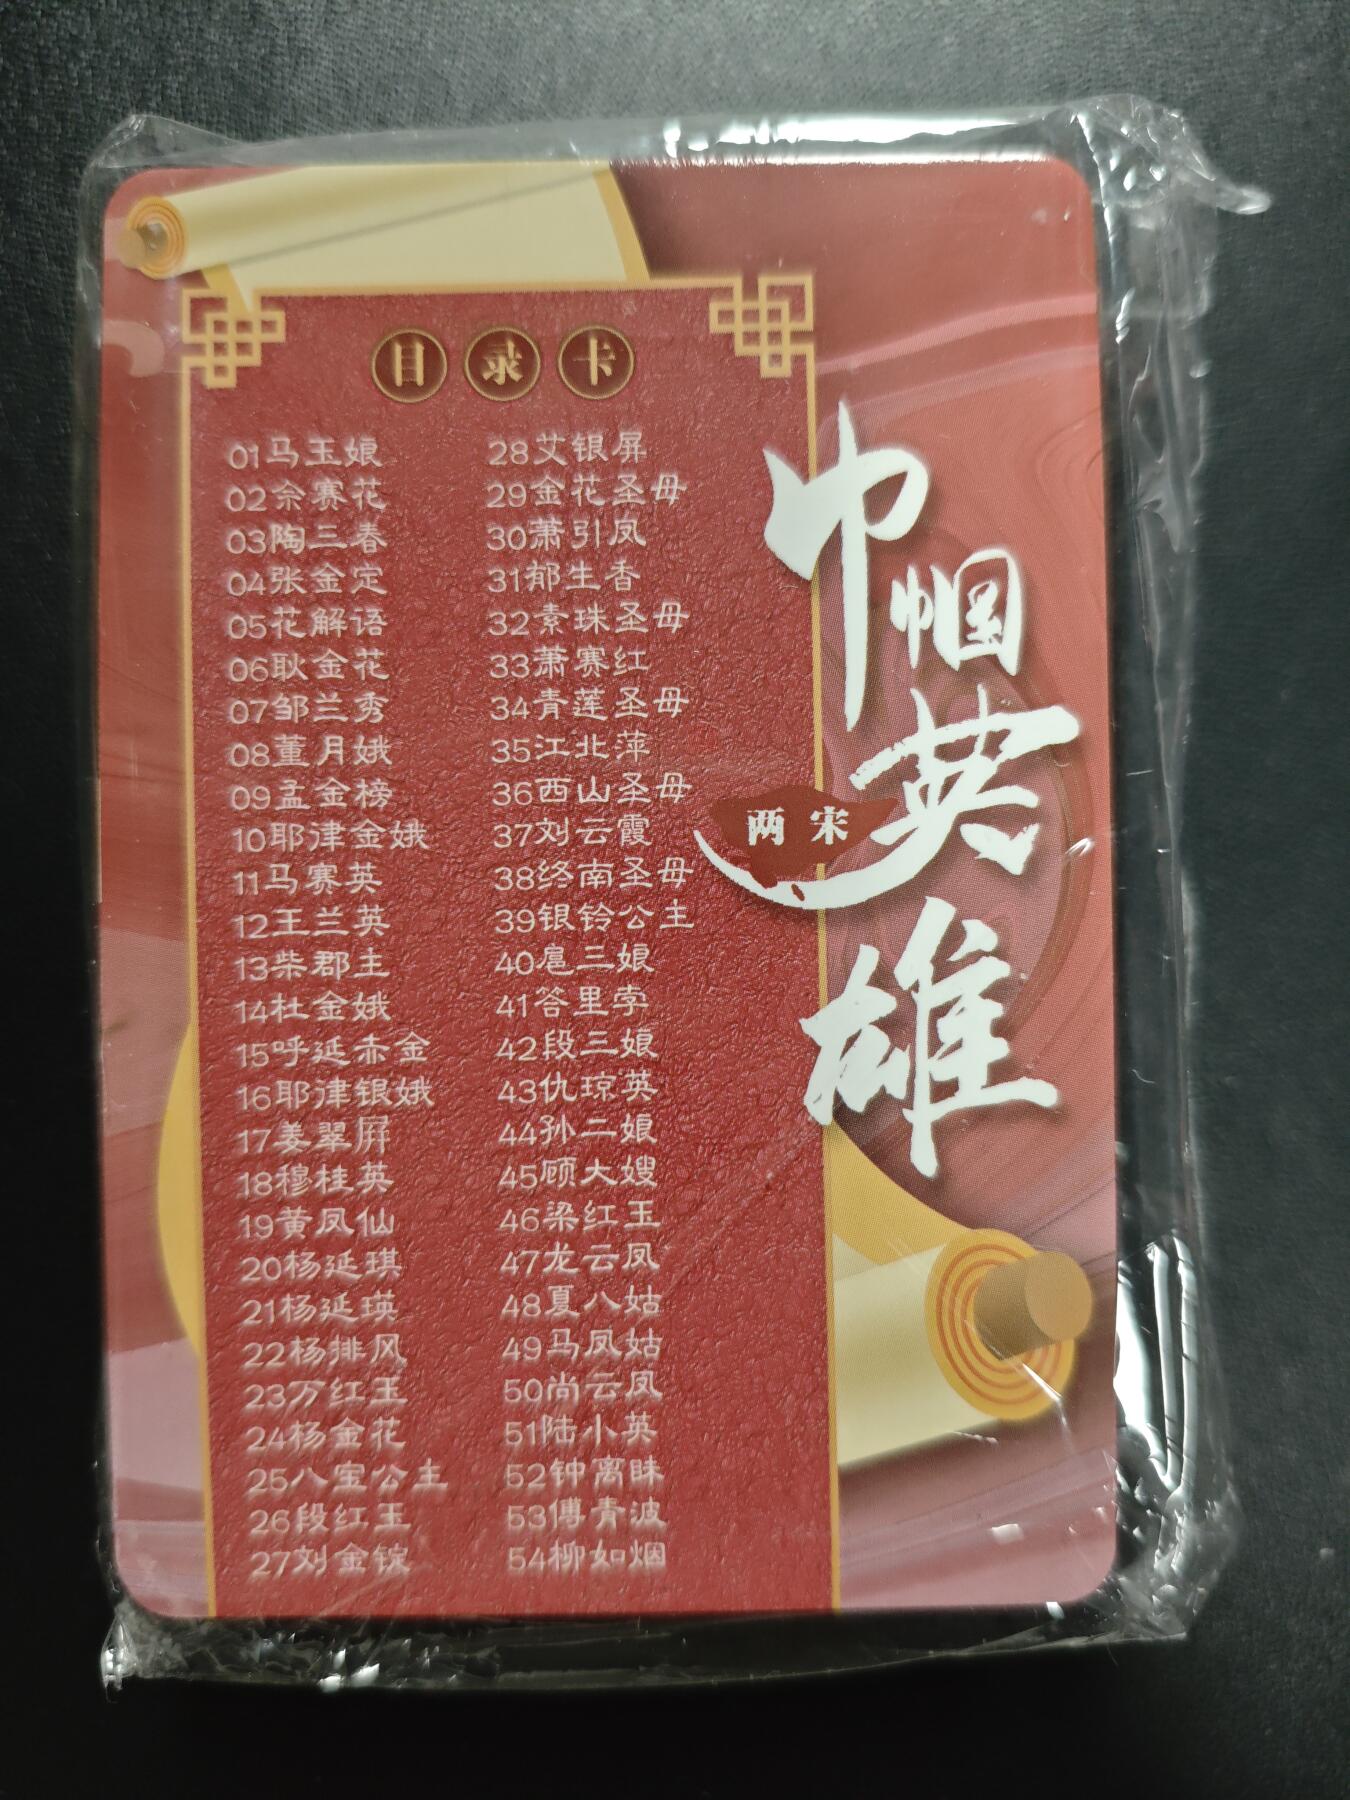 目录卡
01马玉娘
02佘赛花
03陶三春
04张金定
05花解语
06耿金花
07邹兰秀
08董月娥
09孟金榜
10耶津金娥
11马赛英
12王兰英
13柴郡主
14杜金娥
15呼延赤金
16耶津银娥
17姜翠屛
18穆桂英
19黄凤仙
20杨延琪
21杨延瑛
22杨排风
23万红玉
24杨金花
25八宝公主
26段红玉
27刘金锭
28艾银屏
29金花圣母
30萧引凤
31郁生香
32素珠圣母
33萧赛红
34青莲圣母
35江北萍
36西山圣母
37刘云霞
38终南圣母
39银铃公主
40扈三娘
41答里孛
42段三娘
43仇琼英
44孙二娘
45顾大嫂
46梁红玉
47龙云凤
48夏八姑
49马凤姑
50尚云凤
51陆小英
52钟离眛
53傅青波
54柳如烟
巾帼英雄
两宋